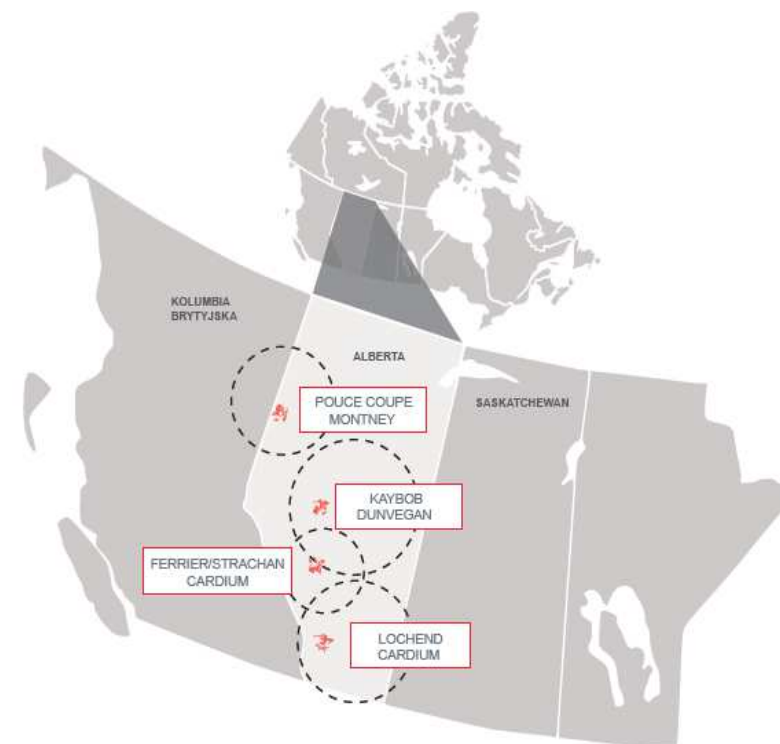 KOLUMBIA
BRYTYJSKA
ALBERTA
POUCE COUPE
MONTNEY
SASKATCHEWAN
KAYBOB
DUNVEGAN
FERRIER/STRACHAN
CARDIUM
LOCHEND
CARDIUM